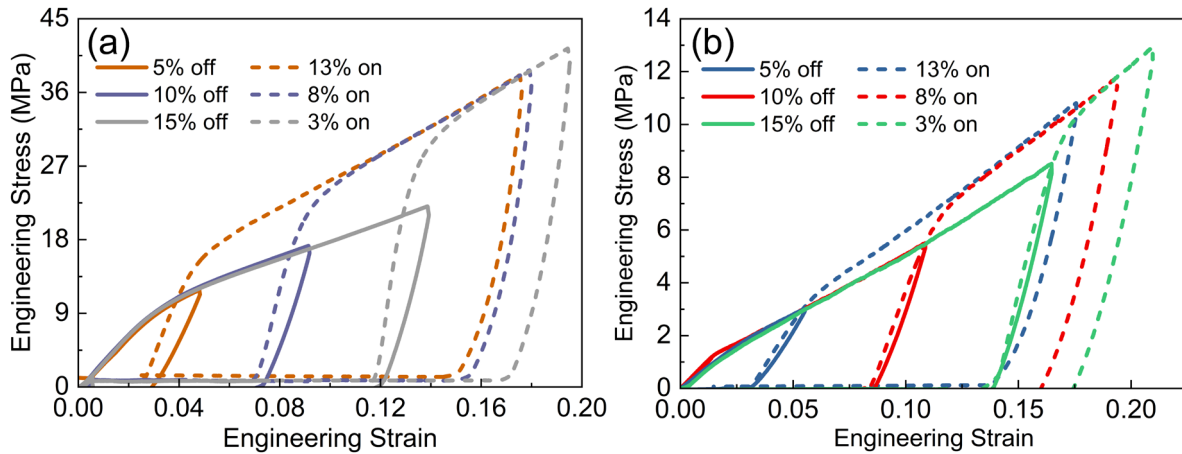 (a)
5% off 13% on
10% off 8% on
15% off 3% on
45
36
27
18
9
0
Engineering Stress (MPa)
0.00 0.04 0.08 0.12 0.16 0.20
Engineering Strain
(b)
5% off 13% on
10% off 8% on
15% off 3% on
14
12
10
8
6
4
2
0
Engineering Stress (MPa)
0.00 0.05 0.10 0.15 0.20
Engineering Strain